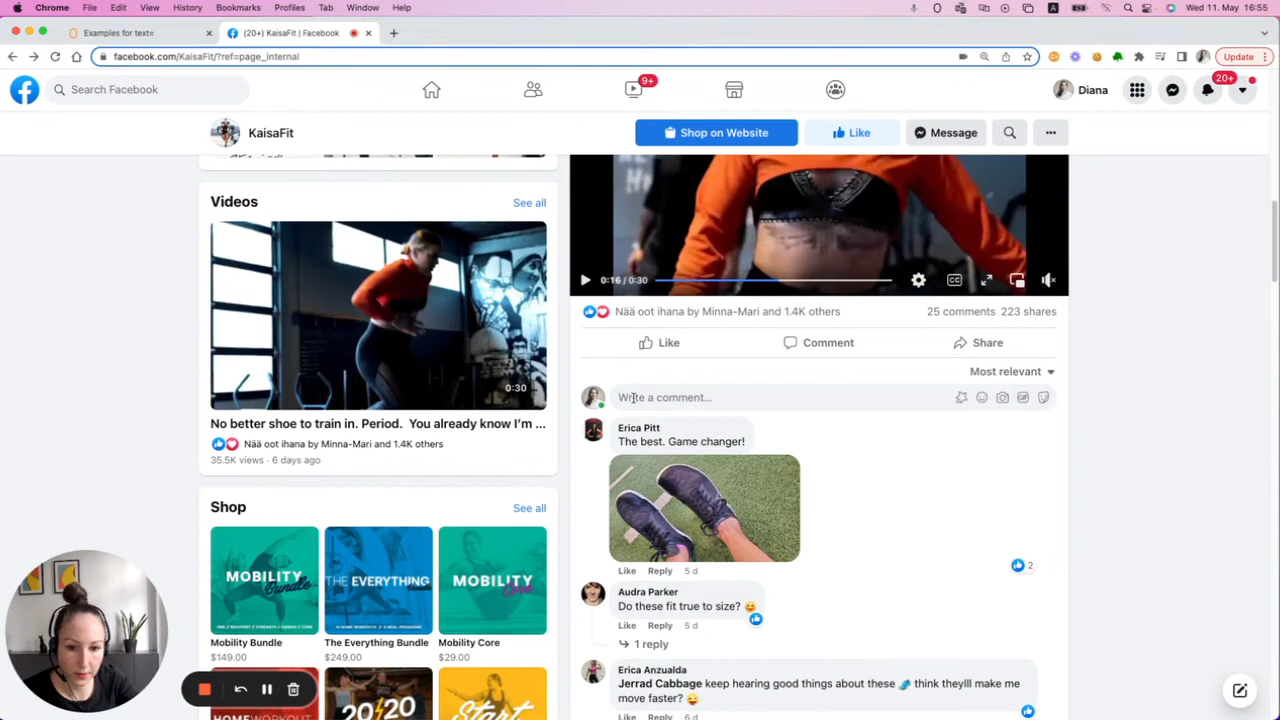 Chrome File Edit View History Bookmarks Profiles Tab Window Help
A
Wed 11. May 16:55
Examples for text=
(20+) KaisaFit | Facebook
facebook.com/KaisaFit/?ref=page_internal
Update
Search Facebook
9+
Diana
20+
KaisaFit
Shop on Website
Like
Message
Videos
See all
0:30
No better shoe to train in. Period. You already know I'm ...
Nää oot ihana by Minna-Mari and 1.4K others
35.5K views · 6 days ago
Shop
See all
MOBILITY
Bundle
THE EVERYTHING
Bundle
MOBILITY
Core
Mobility Bundle
$149.00
The Everything Bundle
$249.00
Mobility Core
$29.00
HOMEWORKOUT
20/20
Start
0:16 / 0:30
CC
Nää oot ihana by Minna-Mari and 1.4K others
25 comments 223 shares
Like
Comment
Share
Most relevant
Write a comment...
GIF
Erica Pitt
The best. Game changer!
Like Reply 5 d
2
Audra Parker
Do these fit true to size? 😄
Like Reply 5 d
1 reply
Erica Anzualda
Jerrad Cabbage keep hearing good things about these 👟 think theylll make me
move faster? 😜
Like Reply 6 d